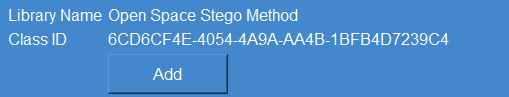 Library Name Open Space Stego Method
Class ID 6CD6CF4E-4054-4A9A-AA4B-1BFB4D7239C4
Add